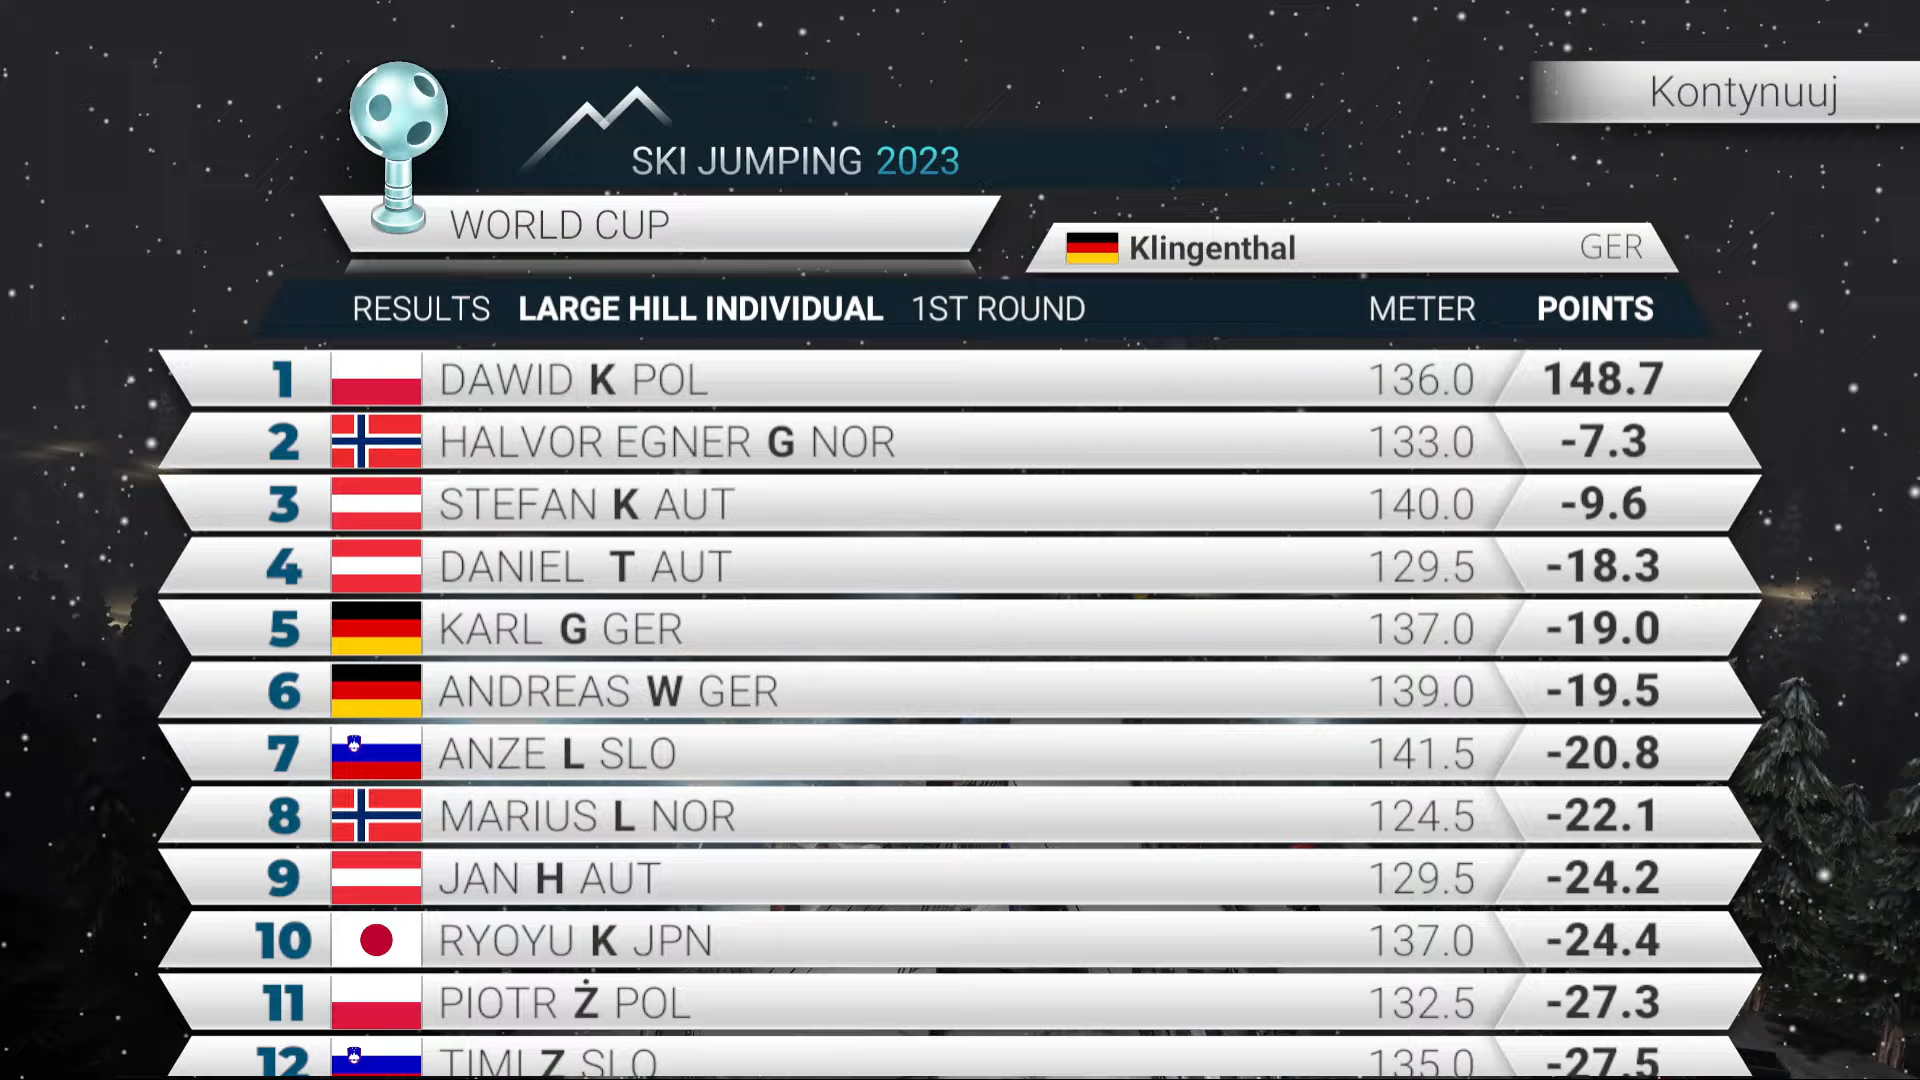 Kontynuuj
SKI JUMPING 2023
WORLD CUP
Klingenthal GER
RESULTS LARGE HILL INDIVIDUAL 1ST ROUND METER POINTS
1 DAWID K POL 136.0 148.7
2 HALVOR EGNER G NOR 133.0 -7.3
3 STEFAN K AUT 140.0 -9.6
4 DANIEL T AUT 129.5 -18.3
5 KARL G GER 137.0 -19.0
6 ANDREAS W GER 139.0 -19.5
7 ANZE L SLO 141.5 -20.8
8 MARIUS L NOR 124.5 -22.1
9 JAN H AUT 129.5 -24.2
10 RYOYU K JPN 137.0 -24.4
11 PIOTR Ż POL 132.5 -27.3
12 TIMI Z SLO 135.0 -27.5